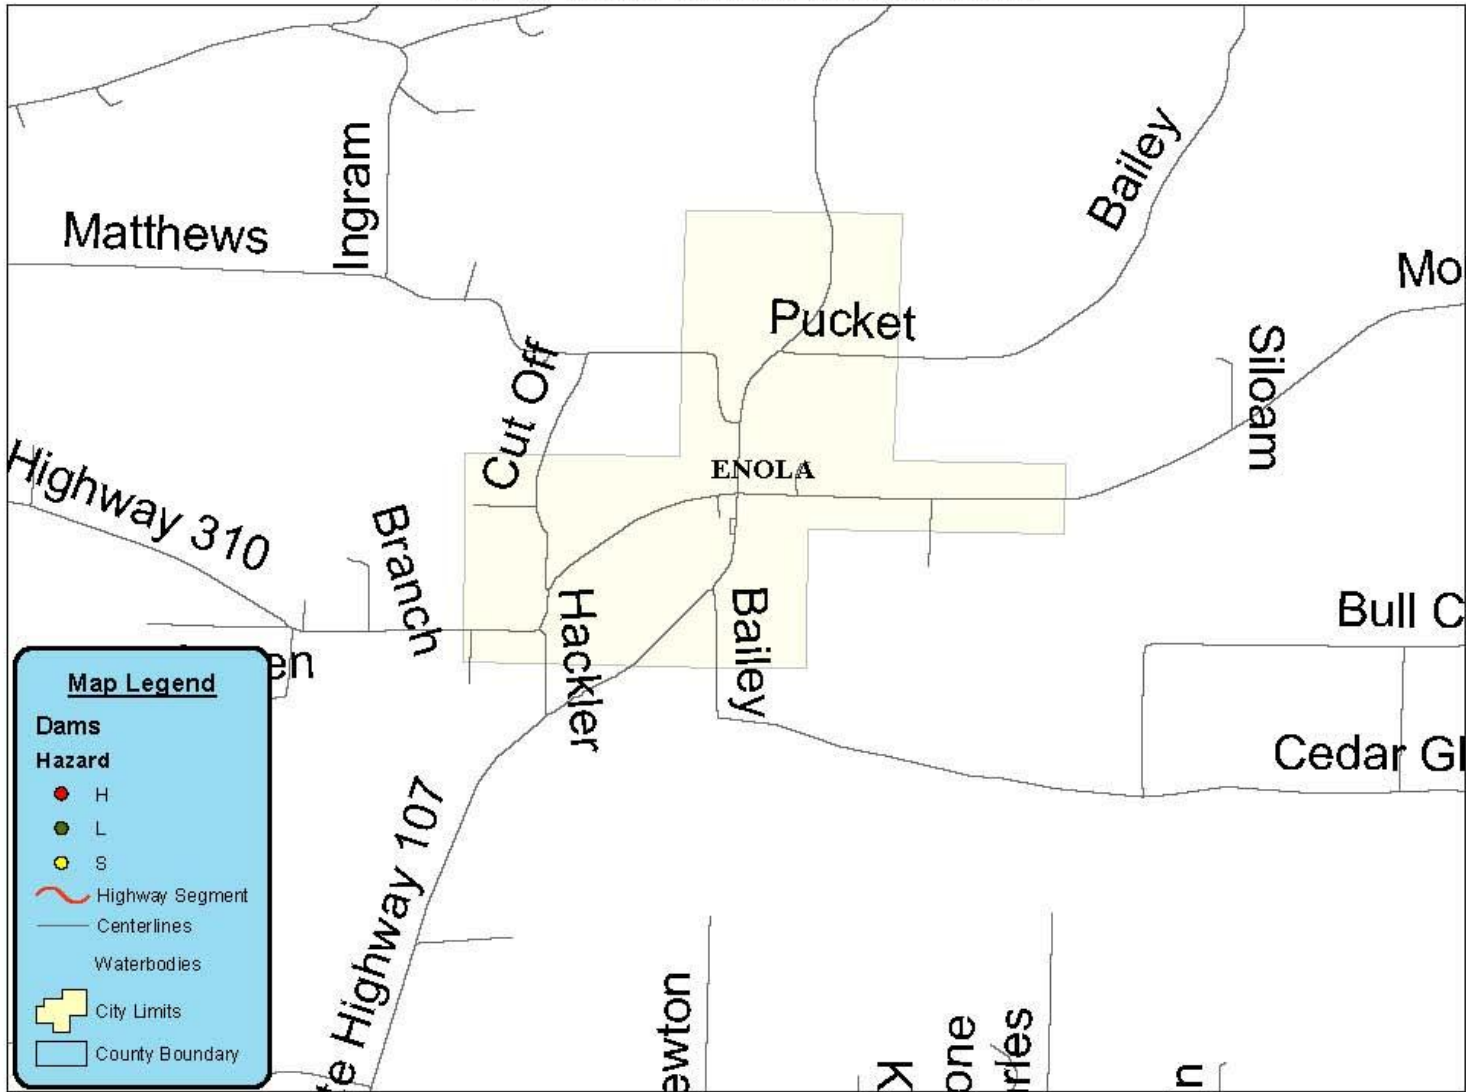 Ingram
Matthews
Bailey
Mo
Pucket
Siloam
Cut Off
ENOLA
Highway 310
Branch
Hackler
Bailey
Bull C
en
Cedar Gl
te Highway 107
ewton
K
one
rles
n
Map Legend
Dams
Hazard
H
L
S
Highway Segment
Centerlines
Waterbodies
City Limits
County Boundary